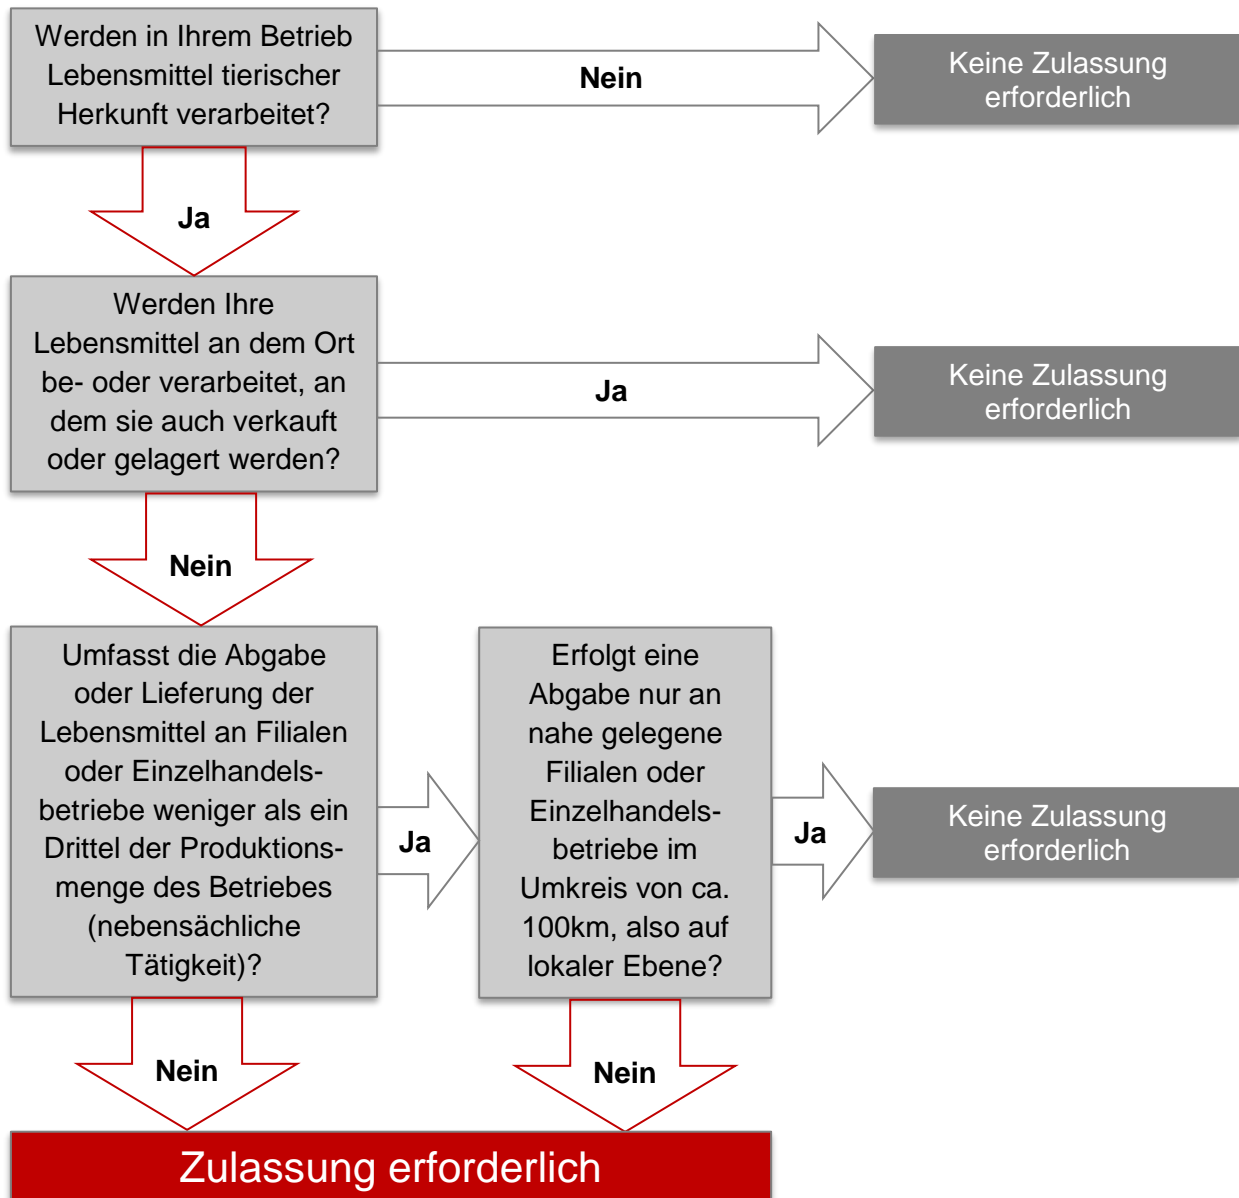 Werden in Ihrem Betrieb
Lebensmittel tierischer
Herkunft verarbeitet?
Nein
Keine Zulassung
erforderlich
Ja
Werden Ihre
Lebensmittel an dem Ort
be- oder verarbeitet, an
dem sie auch verkauft
oder gelagert werden?
Ja
Keine Zulassung
erforderlich
Nein
Umfasst die Abgabe
oder Lieferung der
Lebensmittel an Filialen
oder Einzelhandels-
betriebe weniger als ein
Drittel der Produktions-
menge des Betriebes
(nebensächliche
Tätigkeit)?
Ja
Erfolgt eine
Abgabe nur an
nahe gelegene
Filialen oder
Einzelhandels-
betriebe im
Umkreis von ca.
100km, also auf
lokaler Ebene?
Ja
Keine Zulassung
erforderlich
Nein
Nein
Zulassung erforderlich